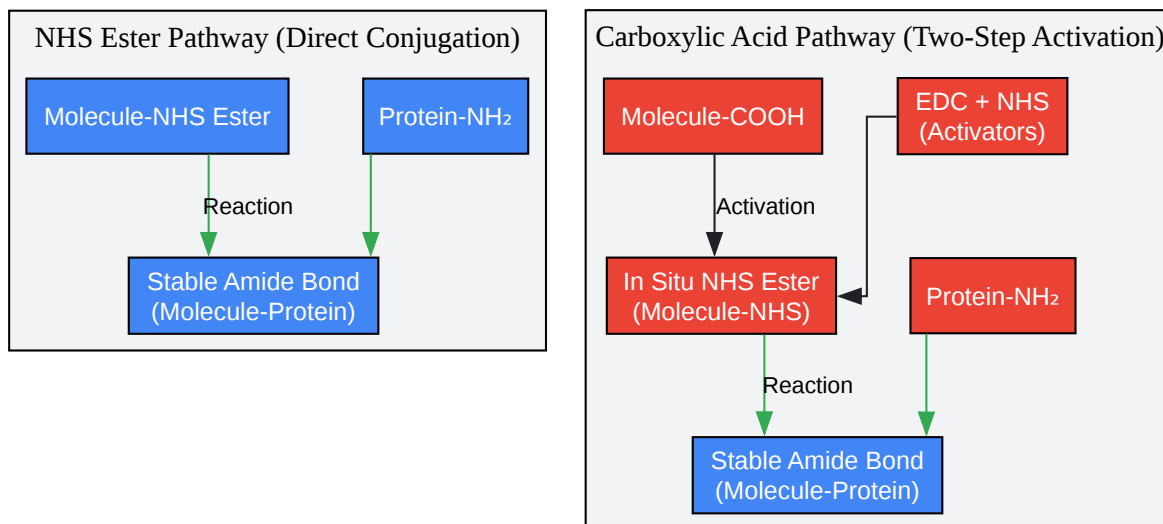 NHS Ester Pathway (Direct Conjugation)
Molecule-NHS Ester
Protein-NH₂
Reaction
Stable Amide Bond
(Molecule-Protein)
Carboxylic Acid Pathway (Two-Step Activation)
Molecule-COOH
EDC + NHS
(Activators)
Activation
In Situ NHS Ester
(Molecule-NHS)
Protein-NH₂
Reaction
Stable Amide Bond
(Molecule-Protein)